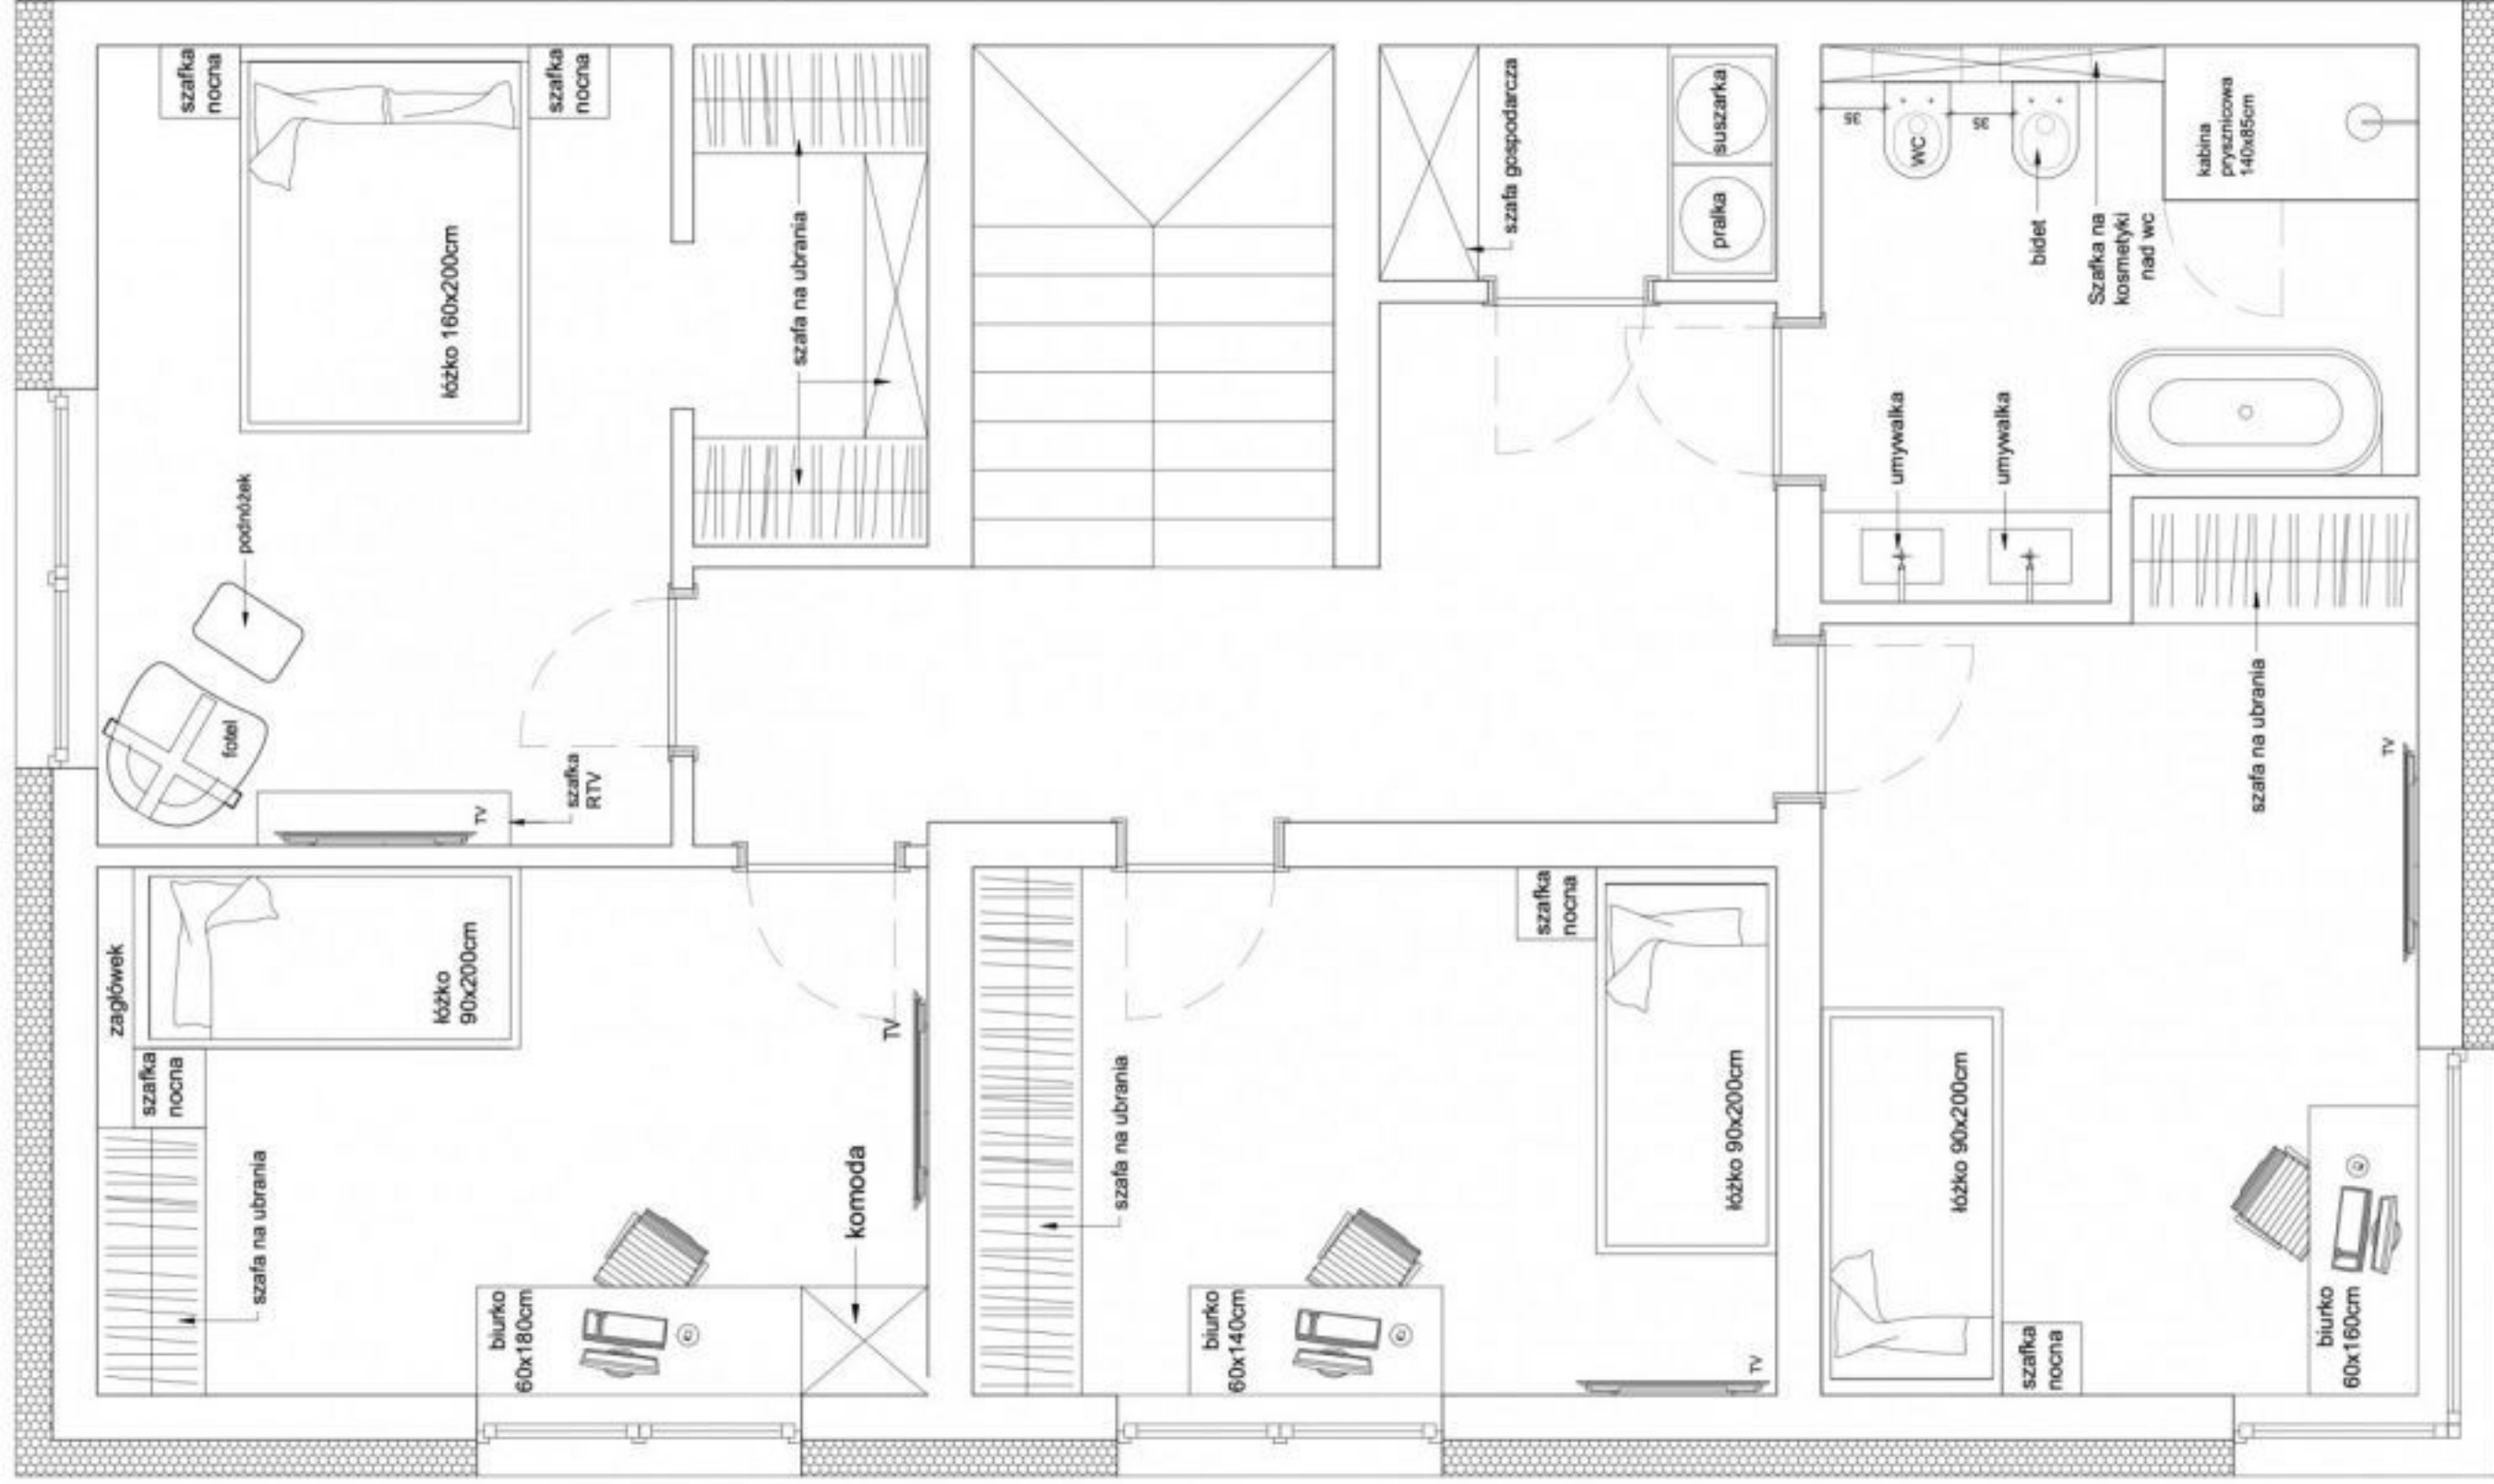 szafka
nocna
szafka
nocna
łóżko 160x200cm
szafa na ubrania
podnóżek
fotel
TV
szafka
RTV
szafa gospodarcza
suszarka
pralka
35
WC
35
bidet
Szafka na
kosmetyki
nad wc
kabina
prysznicowa
140x85cm
umywalka
umywalka
szafa na ubrania
TV
zagłówek
łóżko
90x200cm
szafka
nocna
szafa na ubrania
TV
komoda
biurko
60x180cm
szafa na ubrania
szafka
nocna
łóżko 90x200cm
biurko
60x140cm
TV
łóżko 90x200cm
szafka
nocna
biurko
60x160cm